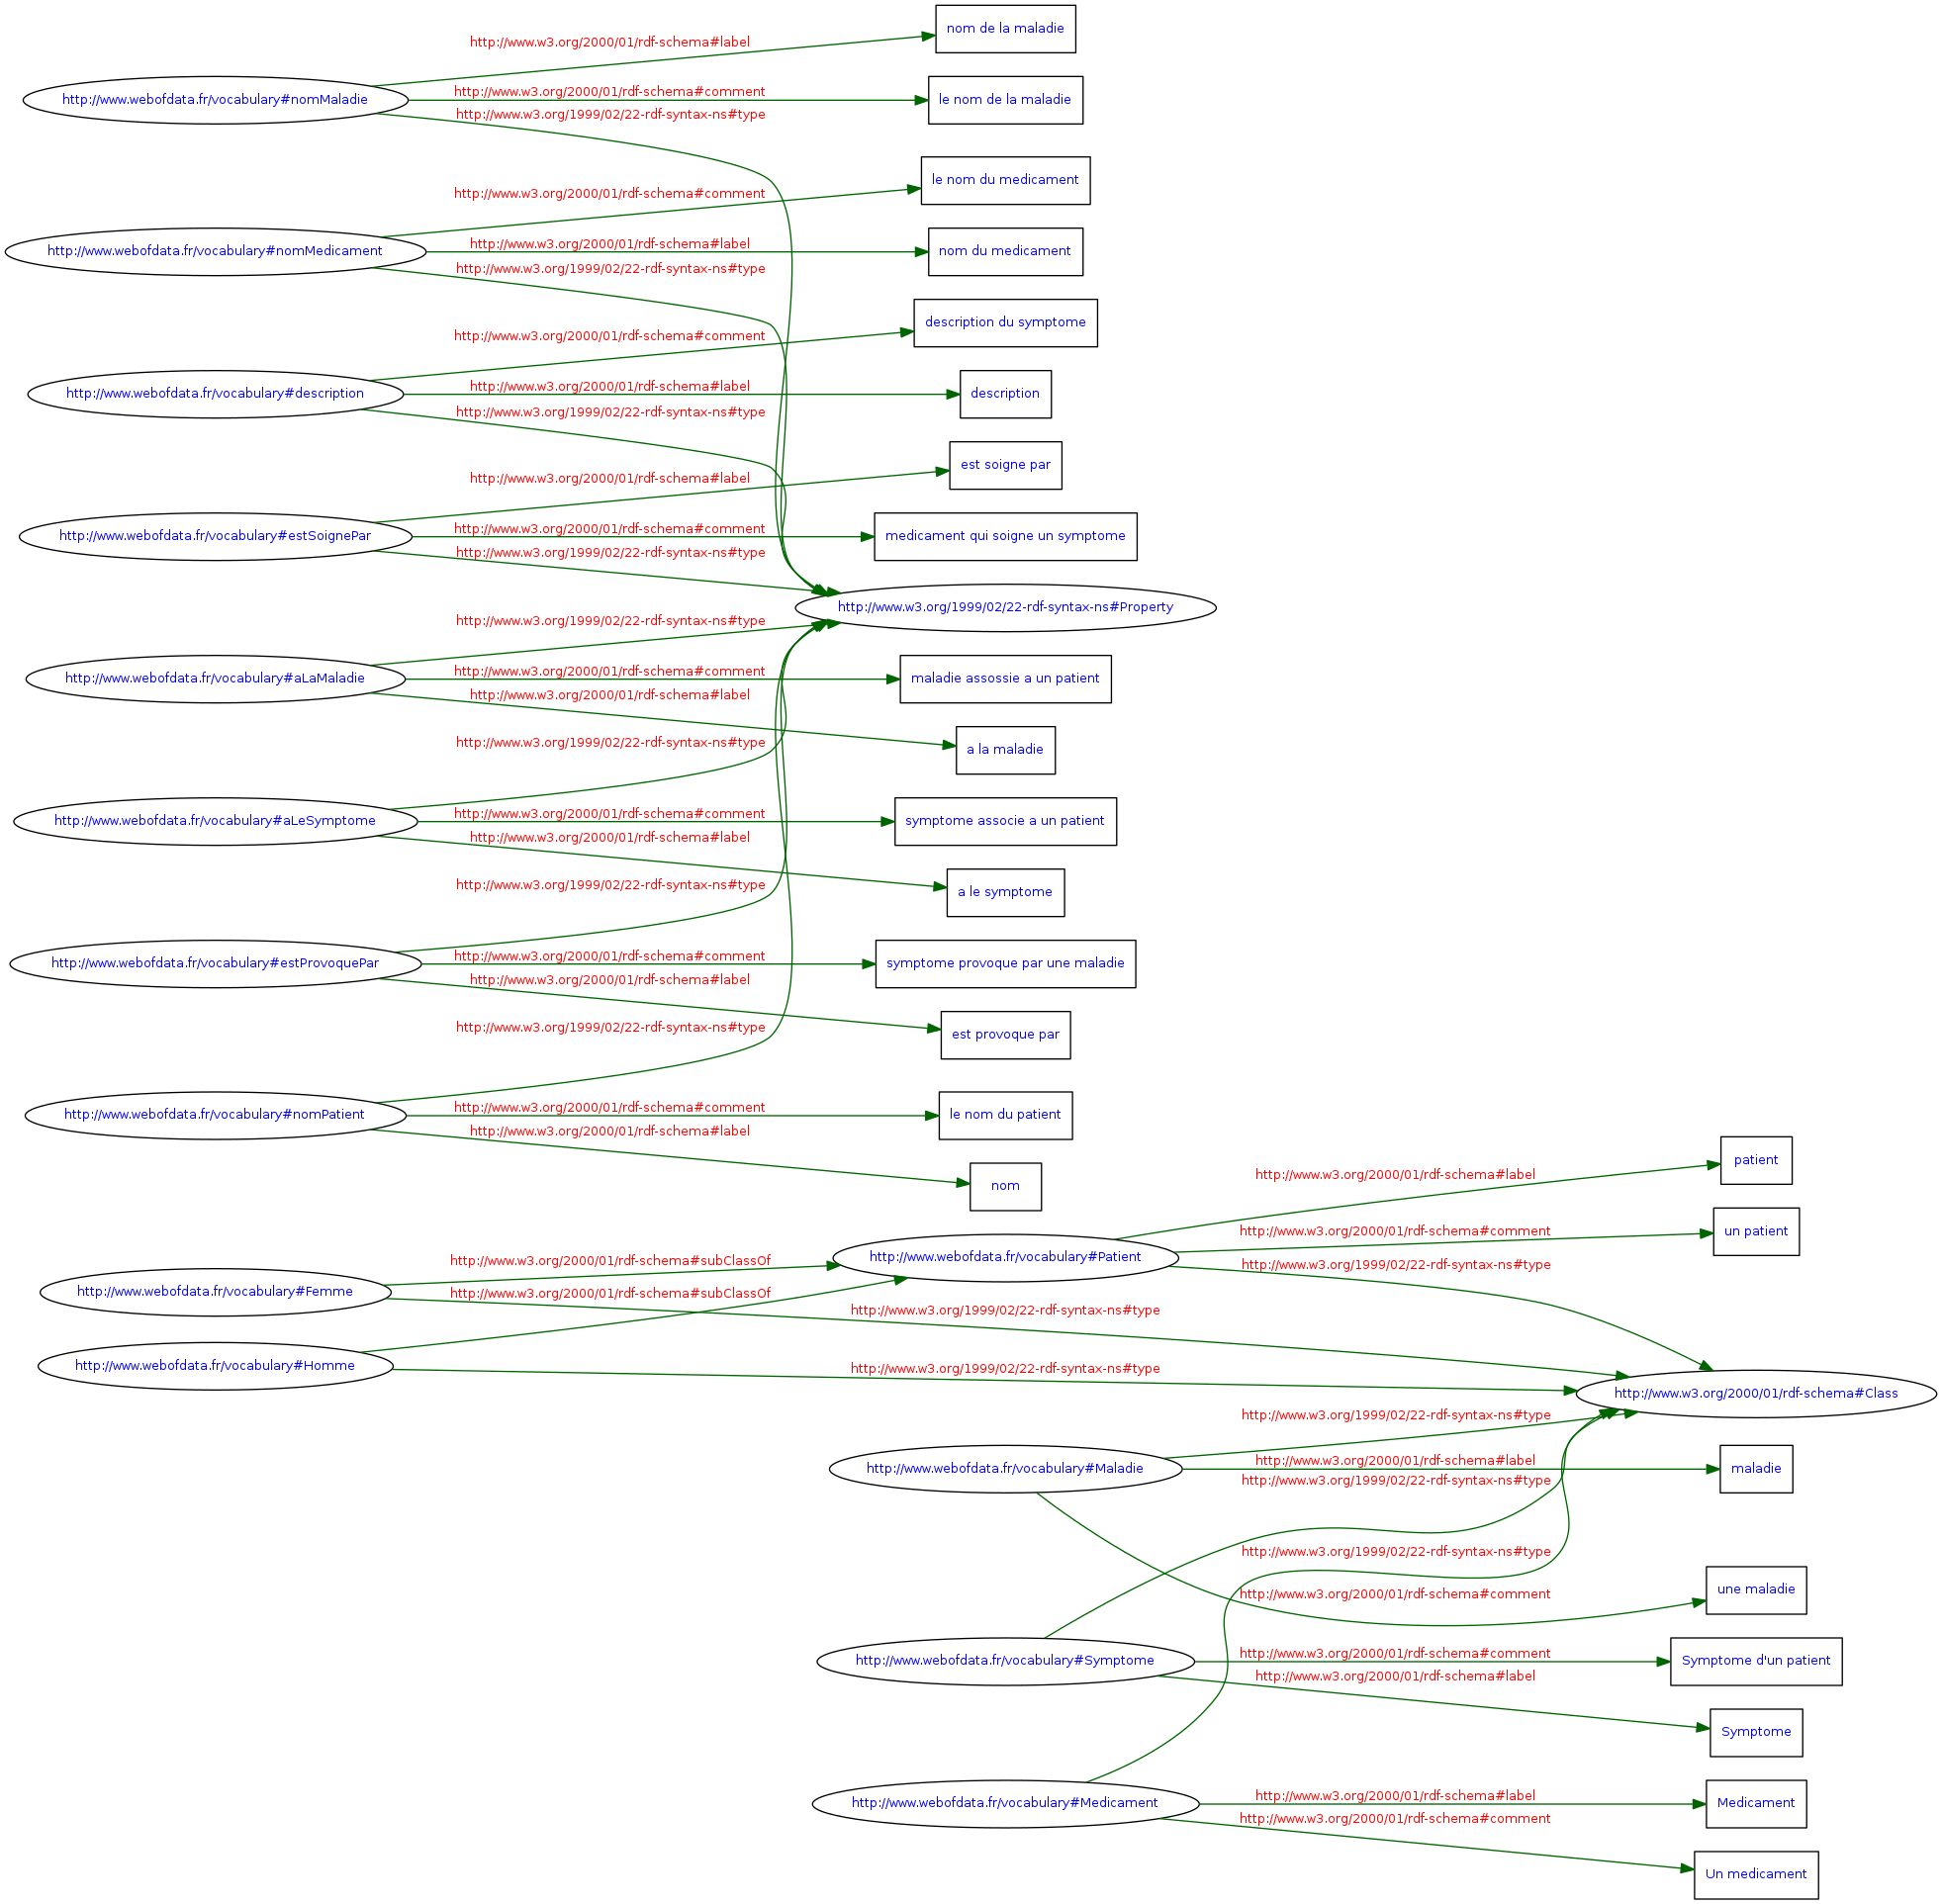 nom de la maladie
http://www.w3.org/2000/01/rdf-schema#label
http://www.webofdata.fr/vocabulary#nomMaladie
http://www.w3.org/2000/01/rdf-schema#comment
le nom de la maladie
http://www.w3.org/1999/02/22-rdf-syntax-ns#type
le nom du medicament
http://www.w3.org/2000/01/rdf-schema#comment
http://www.webofdata.fr/vocabulary#nomMedicament
http://www.w3.org/2000/01/rdf-schema#label
nom du medicament
http://www.w3.org/1999/02/22-rdf-syntax-ns#type
description du symptome
http://www.w3.org/2000/01/rdf-schema#comment
http://www.webofdata.fr/vocabulary#description
http://www.w3.org/2000/01/rdf-schema#label
description
http://www.w3.org/1999/02/22-rdf-syntax-ns#type
est soigne par
http://www.w3.org/2000/01/rdf-schema#label
http://www.webofdata.fr/vocabulary#estSoignePar
http://www.w3.org/2000/01/rdf-schema#comment
medicament qui soigne un symptome
http://www.w3.org/1999/02/22-rdf-syntax-ns#type
http://www.w3.org/1999/02/22-rdf-syntax-ns#Property
http://www.w3.org/1999/02/22-rdf-syntax-ns#type
http://www.webofdata.fr/vocabulary#aLaMaladie
http://www.w3.org/2000/01/rdf-schema#comment
maladie assossie a un patient
http://www.w3.org/2000/01/rdf-schema#label
a la maladie
http://www.w3.org/1999/02/22-rdf-syntax-ns#type
http://www.webofdata.fr/vocabulary#aLeSymptome
http://www.w3.org/2000/01/rdf-schema#comment
symptome associe a un patient
http://www.w3.org/2000/01/rdf-schema#label
a le symptome
http://www.w3.org/1999/02/22-rdf-syntax-ns#type
http://www.webofdata.fr/vocabulary#estProvoquePar
http://www.w3.org/2000/01/rdf-schema#comment
symptome provoque par une maladie
http://www.w3.org/2000/01/rdf-schema#label
est provoque par
http://www.w3.org/1999/02/22-rdf-syntax-ns#type
http://www.webofdata.fr/vocabulary#nomPatient
http://www.w3.org/2000/01/rdf-schema#comment
le nom du patient
http://www.w3.org/2000/01/rdf-schema#label
nom
patient
http://www.w3.org/2000/01/rdf-schema#label
http://www.w3.org/2000/01/rdf-schema#comment
un patient
http://www.webofdata.fr/vocabulary#Patient
http://www.w3.org/1999/02/22-rdf-syntax-ns#type
http://www.w3.org/2000/01/rdf-schema#subClassOf
http://www.webofdata.fr/vocabulary#Femme
http://www.w3.org/2000/01/rdf-schema#subClassOf
http://www.w3.org/1999/02/22-rdf-syntax-ns#type
http://www.webofdata.fr/vocabulary#Homme
http://www.w3.org/1999/02/22-rdf-syntax-ns#type
http://www.w3.org/2000/01/rdf-schema#Class
http://www.w3.org/1999/02/22-rdf-syntax-ns#type
http://www.webofdata.fr/vocabulary#Maladie
http://www.w3.org/2000/01/rdf-schema#label
maladie
http://www.w3.org/1999/02/22-rdf-syntax-ns#type
http://www.w3.org/1999/02/22-rdf-syntax-ns#type
http://www.w3.org/2000/01/rdf-schema#comment
une maladie
http://www.webofdata.fr/vocabulary#Symptome
http://www.w3.org/2000/01/rdf-schema#comment
Symptome d'un patient
http://www.w3.org/2000/01/rdf-schema#label
Symptome
http://www.webofdata.fr/vocabulary#Medicament
http://www.w3.org/2000/01/rdf-schema#label
Medicament
http://www.w3.org/2000/01/rdf-schema#comment
Un medicament